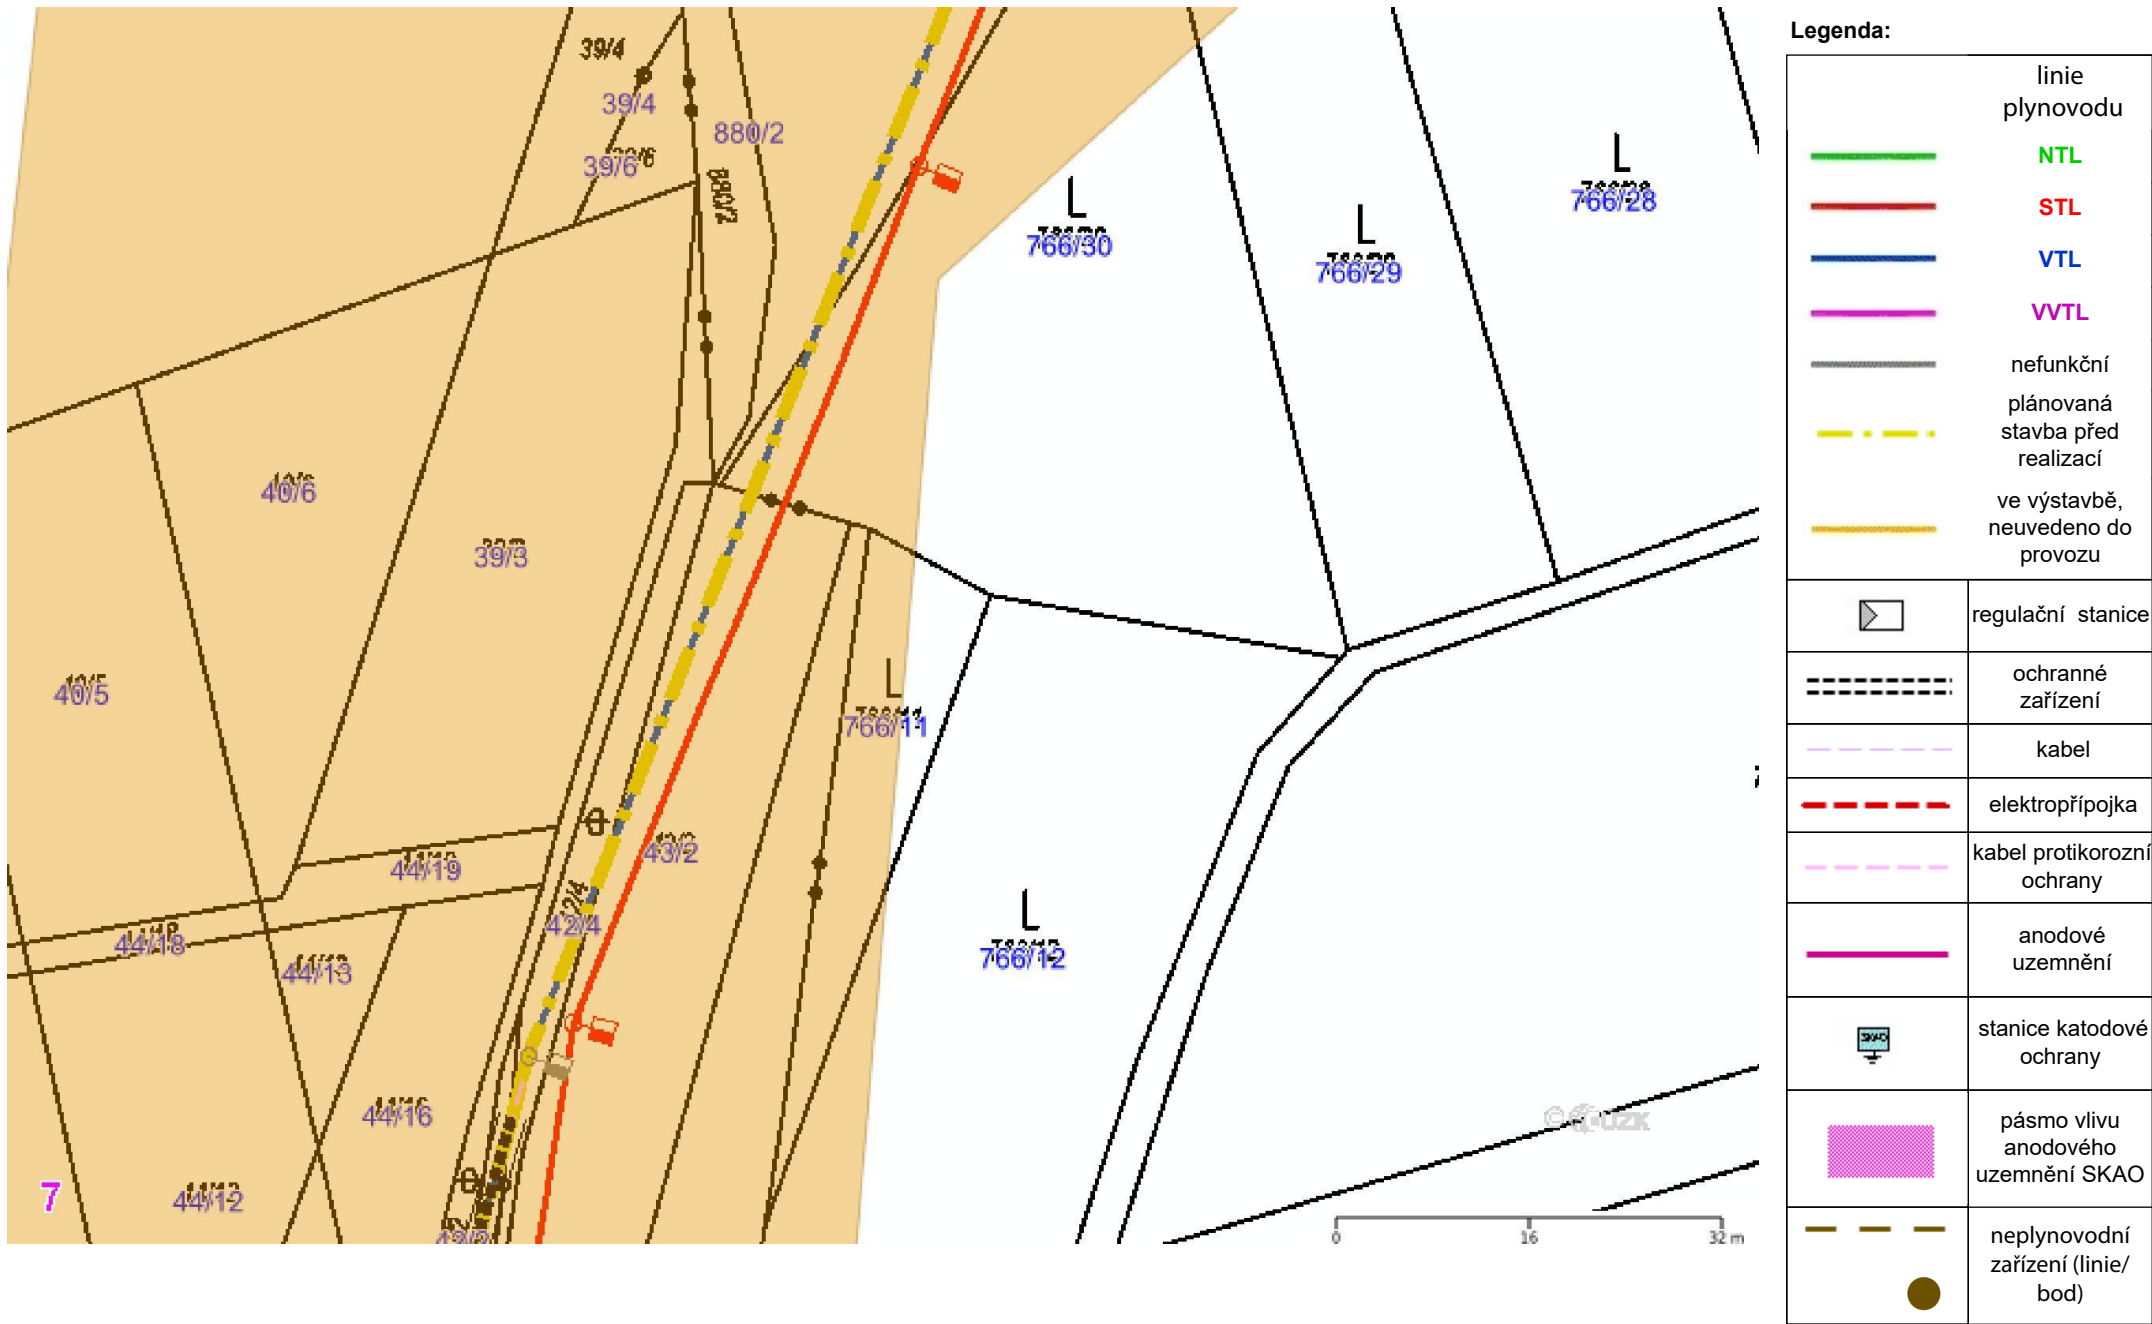 Legenda:
linie
plynovodu
NTL
STL
VTL
VVTL
nefunkční
plánovaná
stavba před
realizací
ve výstavbě,
neuvedeno do
provozu
regulační stanice
ochranné
zařízení
kabel
elektropřípojka
kabel protikorozní
ochrany
anodové
uzemnění
SKAO
stanice katodové
ochrany
pásmo vlivu
anodového
uzemnění SKAO
neplynovodní
zařízení (linie/
bod)
39/4
39/4
880/2
39/6
880/2
L
766/30
L
766/29
L
766/28
40/6
39/3
40/5
L
766/11
43/2
44/19
42/4
44/18
44/13
L
766/12
44/16
44/12
7
0
16
32 m